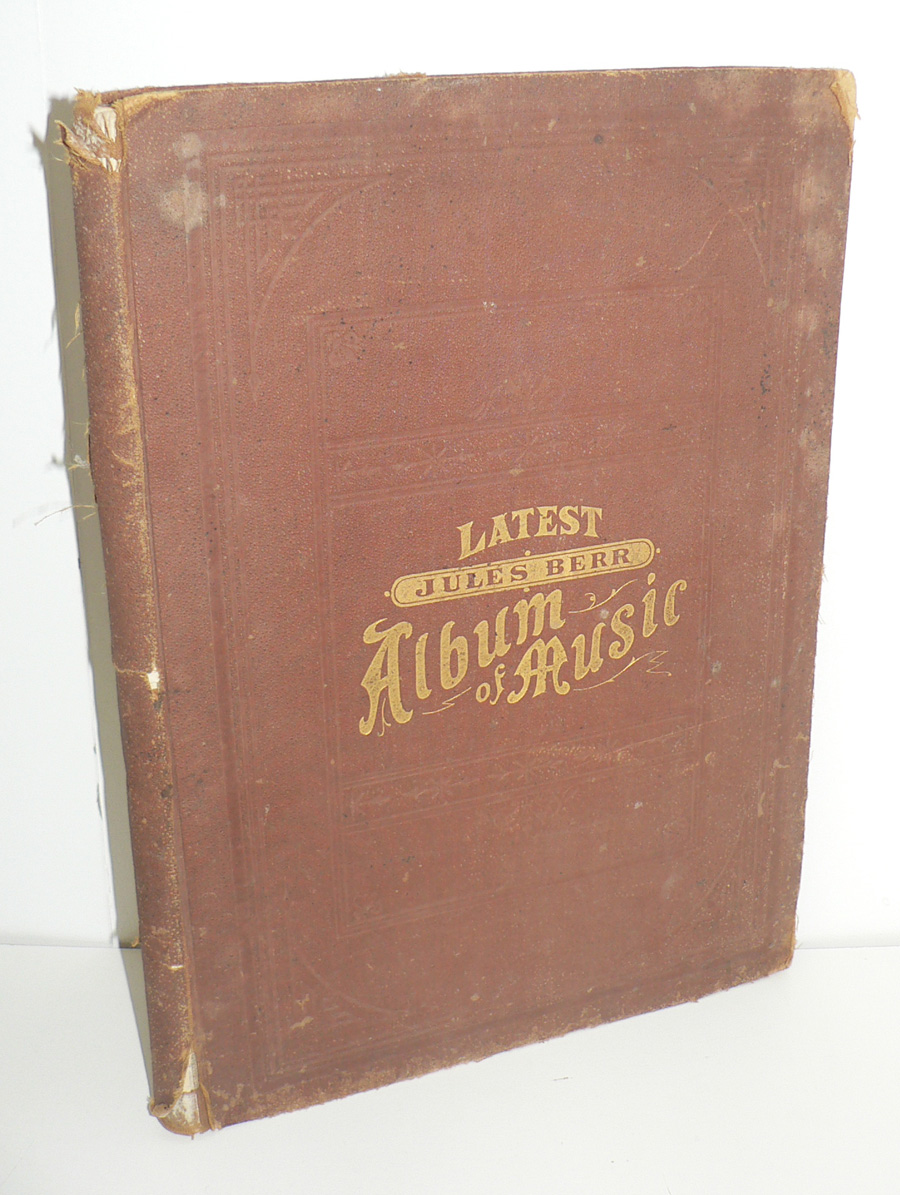 LATEST
JULES BERR
Album
of Music